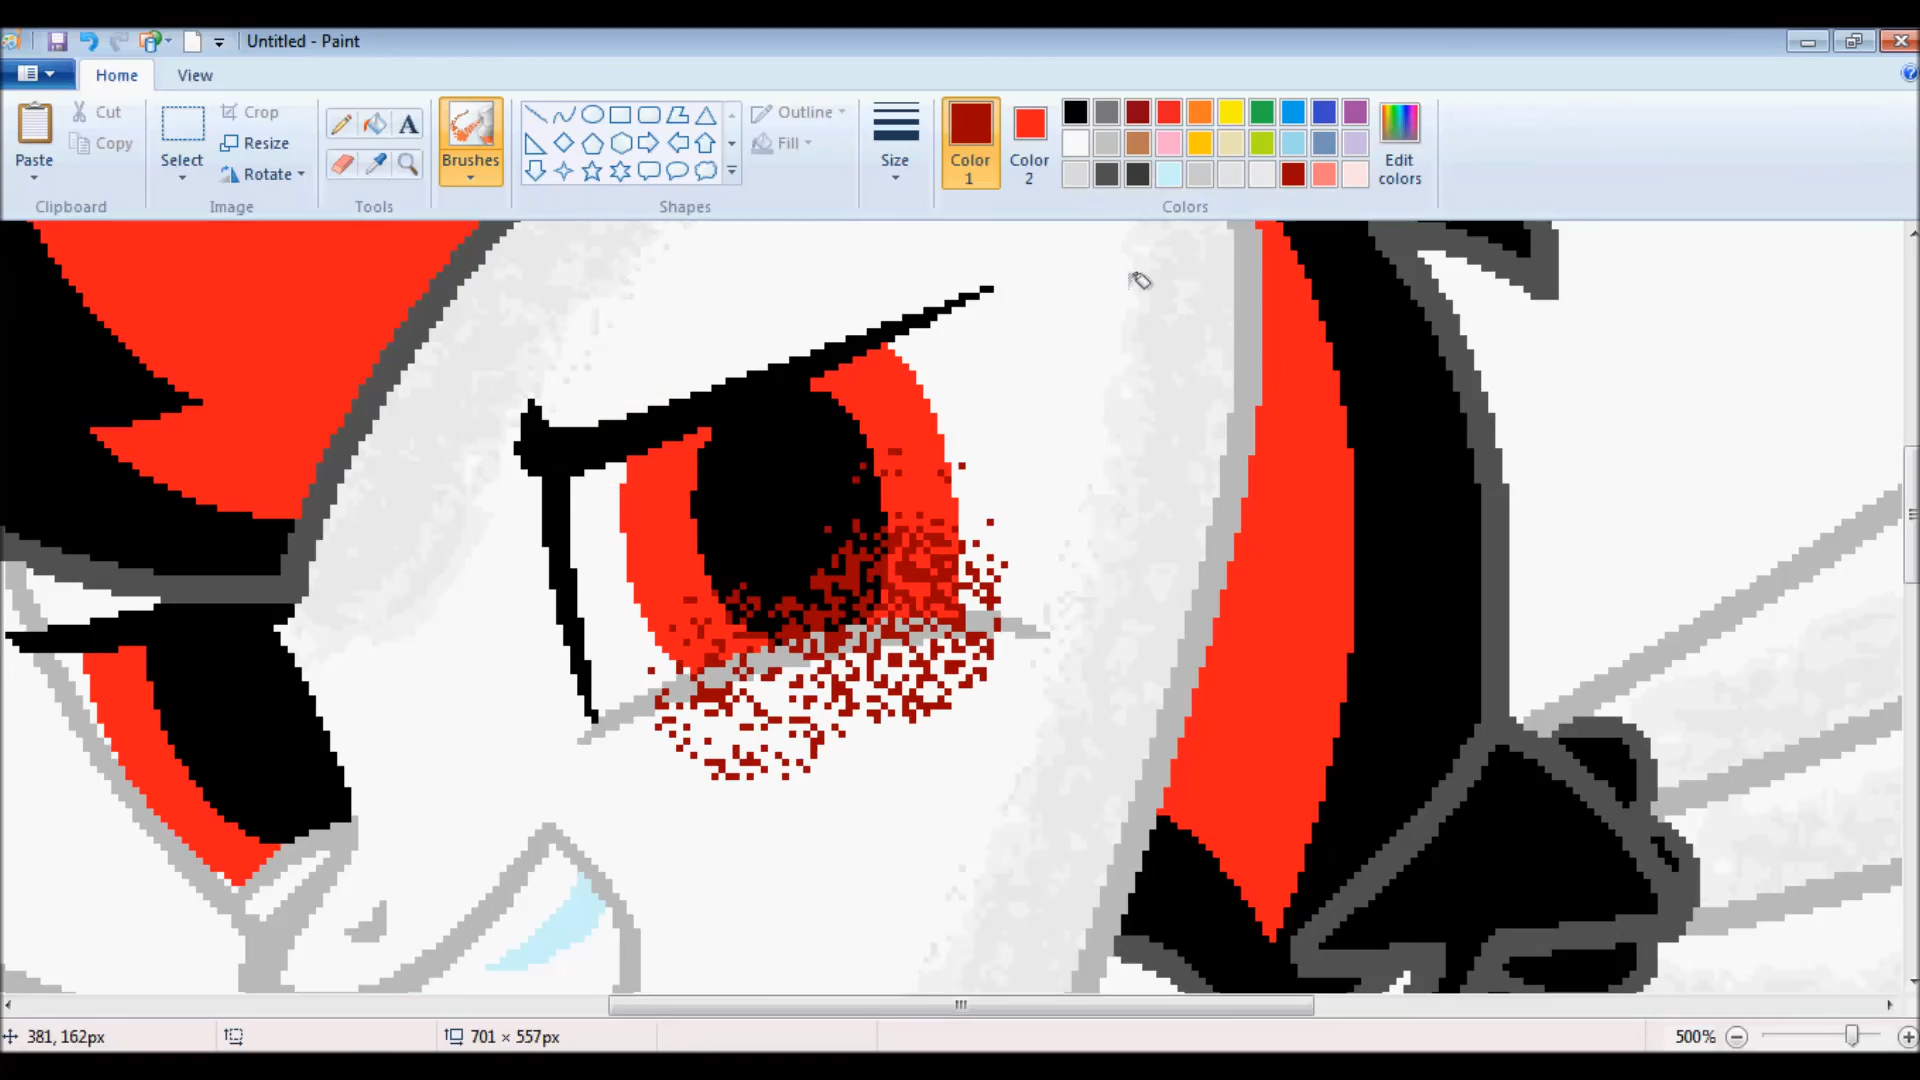 Untitled - Paint
Home View
Paste
Cut
Copy
Clipboard
Select
Crop
Resize
Rotate
Image
A
Tools
Brushes
Shapes
Outline
Fill
Size
Color
1
Color
2
Edit
colors
Colors
381, 162px
701 × 557px
500%